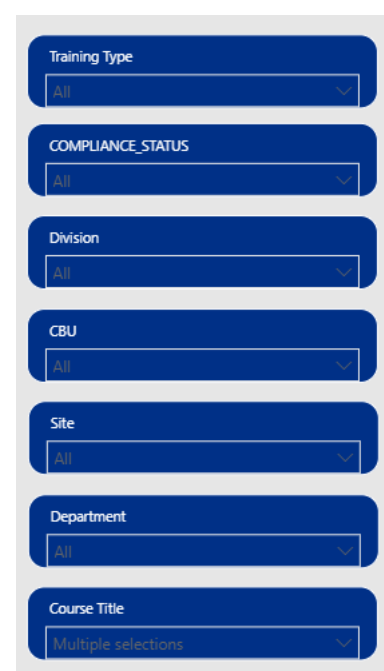 Training Type
All
COMPLIANCE_STATUS
All
Division
All
CBU
All
Site
All
Department
All
Course Title
Multiple selections